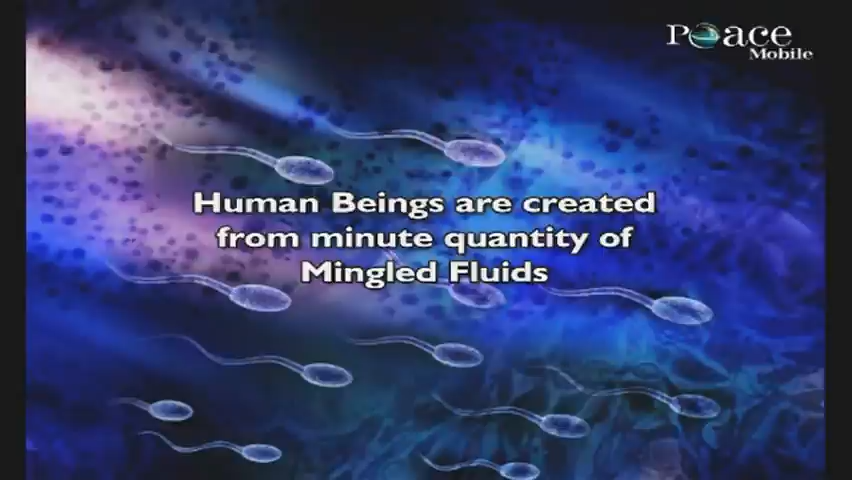 Peace
Mobile
Human Beings are created
from minute quantity of
Mingled Fluids